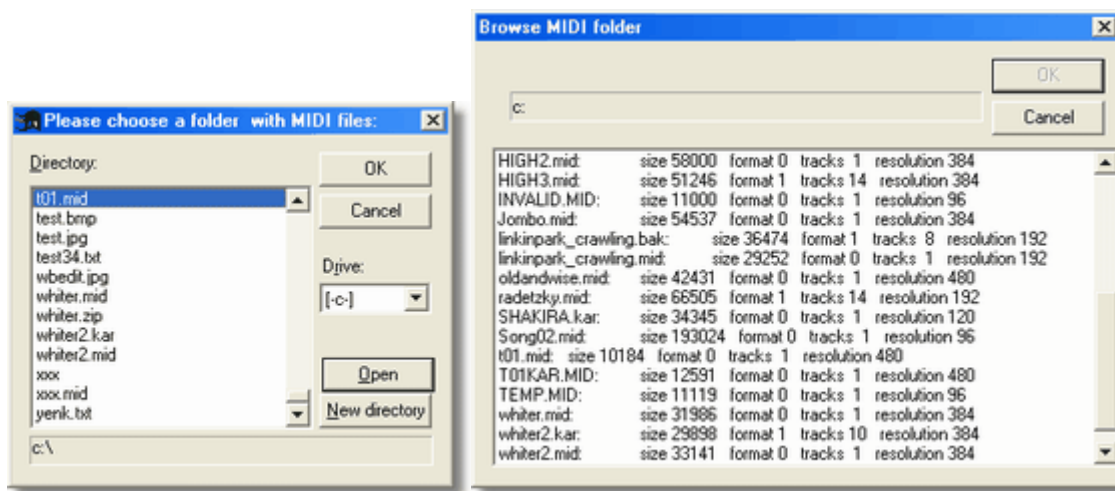 Please choose a folder with MIDI files:
Directory:
t01.mid
test.bmp
test.jpg
test34.txt
wbedit.jpg
whiter.mid
whiter.zip
whiter2.kar
whiter2.mid
xxx
xxx.mid
yenk.txt
c:\
OK
Cancel
Drive:
[-c-]
Open
New directory
Browse MIDI folder
OK
c:
Cancel
HIGH2.mid: size 58000 format 0 tracks 1 resolution 384
HIGH3.mid: size 51246 format 1 tracks 14 resolution 384
INVALID.MID: size 11000 format 0 tracks 1 resolution 96
Jombo.mid: size 54537 format 0 tracks 1 resolution 384
linkinpark_crawling.bak: size 36474 format 1 tracks 8 resolution 192
linkinpark_crawling.mid: size 29252 format 0 tracks 1 resolution 192
oldandwise.mid: size 42431 format 0 tracks 1 resolution 480
radetzky.mid: size 66505 format 1 tracks 14 resolution 192
SHAKIRA.kar: size 34345 format 0 tracks 1 resolution 120
Song02.mid: size 193024 format 0 tracks 1 resolution 96
t01.mid: size 10184 format 0 tracks 1 resolution 480
T01KAR.MID: size 12591 format 0 tracks 1 resolution 480
TEMP.MID: size 11119 format 0 tracks 1 resolution 96
whiter.mid: size 31986 format 0 tracks 1 resolution 384
whiter2.kar: size 29898 format 1 tracks 10 resolution 384
whiter2.mid: size 33141 format 0 tracks 1 resolution 384